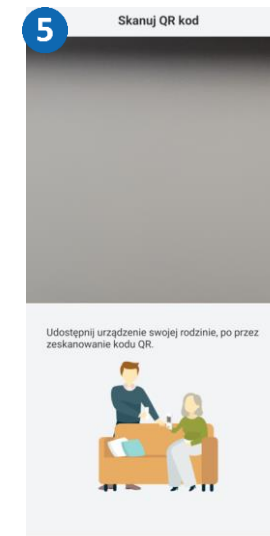 5
Skanuj QR kod
Udostępnij urządzenie swojej rodzinie, po przez
zeskanowanie kodu QR.